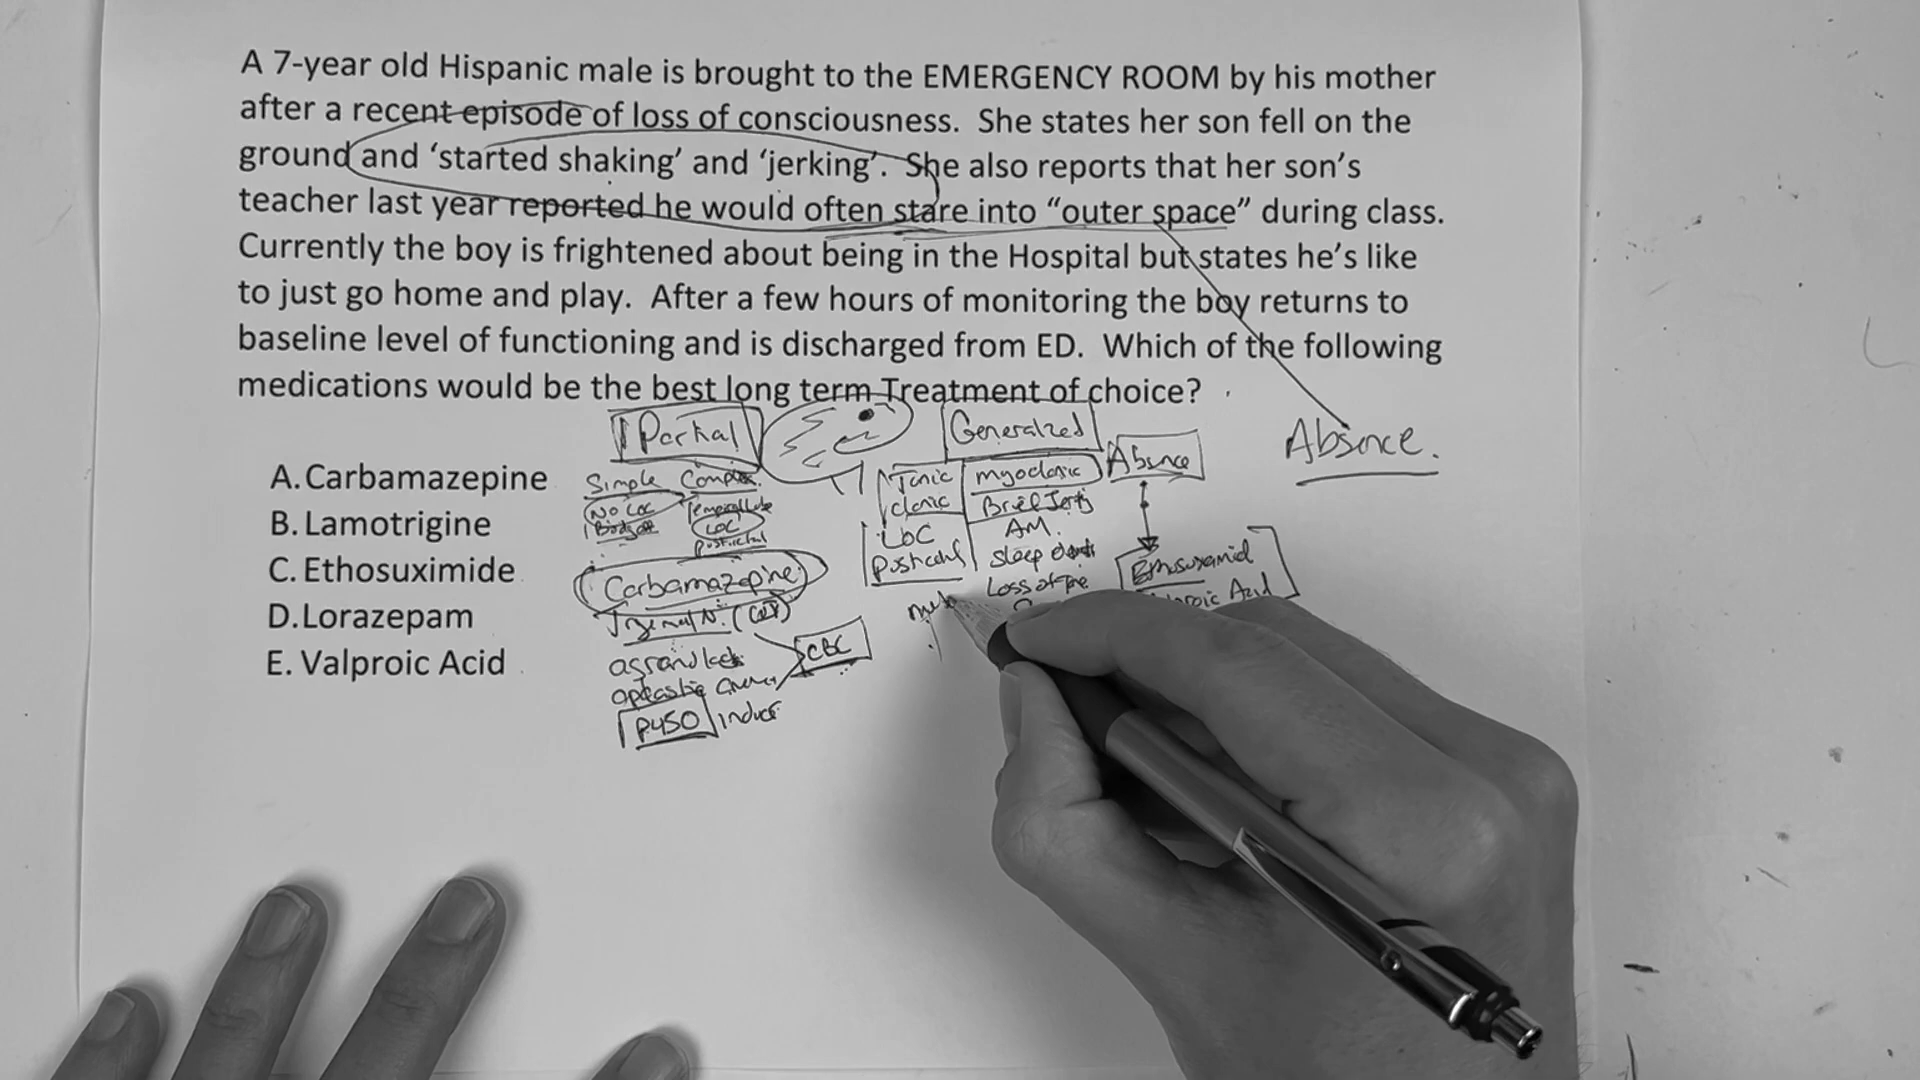 A 7-year old Hispanic male is brought to the EMERGENCY ROOM by his mother
after a recent episode of loss of consciousness. She states her son fell on the
ground and ‘started shaking’ and ‘jerking’. She also reports that her son’s
teacher last year reported he would often stare into “outer space” during class.
Currently the boy is frightened about being in the Hospital but states he’s like
to just go home and play. After a few hours of monitoring the boy returns to
baseline level of functioning and is discharged from ED. Which of the following
medications would be the best long term Treatment of choice?
A. Carbamazepine
B. Lamotrigine
C. Ethosuximide
D. Lorazepam
E. Valproic Acid
Partial
Simple Complex
No LOC
LOC
Carbamazepine
CBC
P450
Generalized
Tonic
clonic
LOC
myoclonic
Brief Jerks
AM
sleep
Loss of
Absence
Acid
Absence.